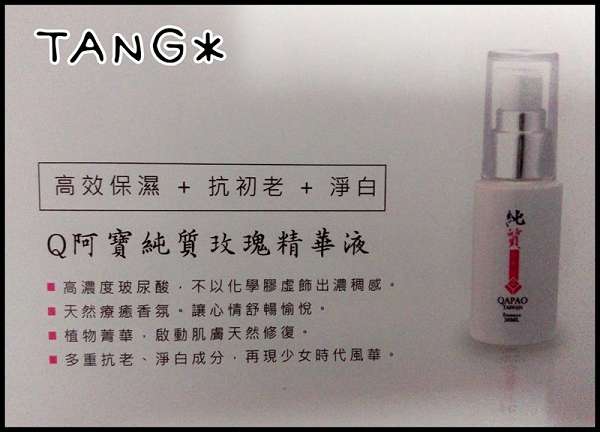 TANG*
高效保濕 + 抗初老 + 淨白
Q阿寶純質玫瑰精華液
■ 高濃度玻尿酸，不以化學膠虛飾出濃稠感。
■ 天然療癒香氛。讓心情舒暢愉悅。
■ 植物菁華，啟動肌膚天然修復。
■ 多重抗老、淨白成分，再現少女時代風華。
純質
QAPAO
TAIWAN
Essence
30ML